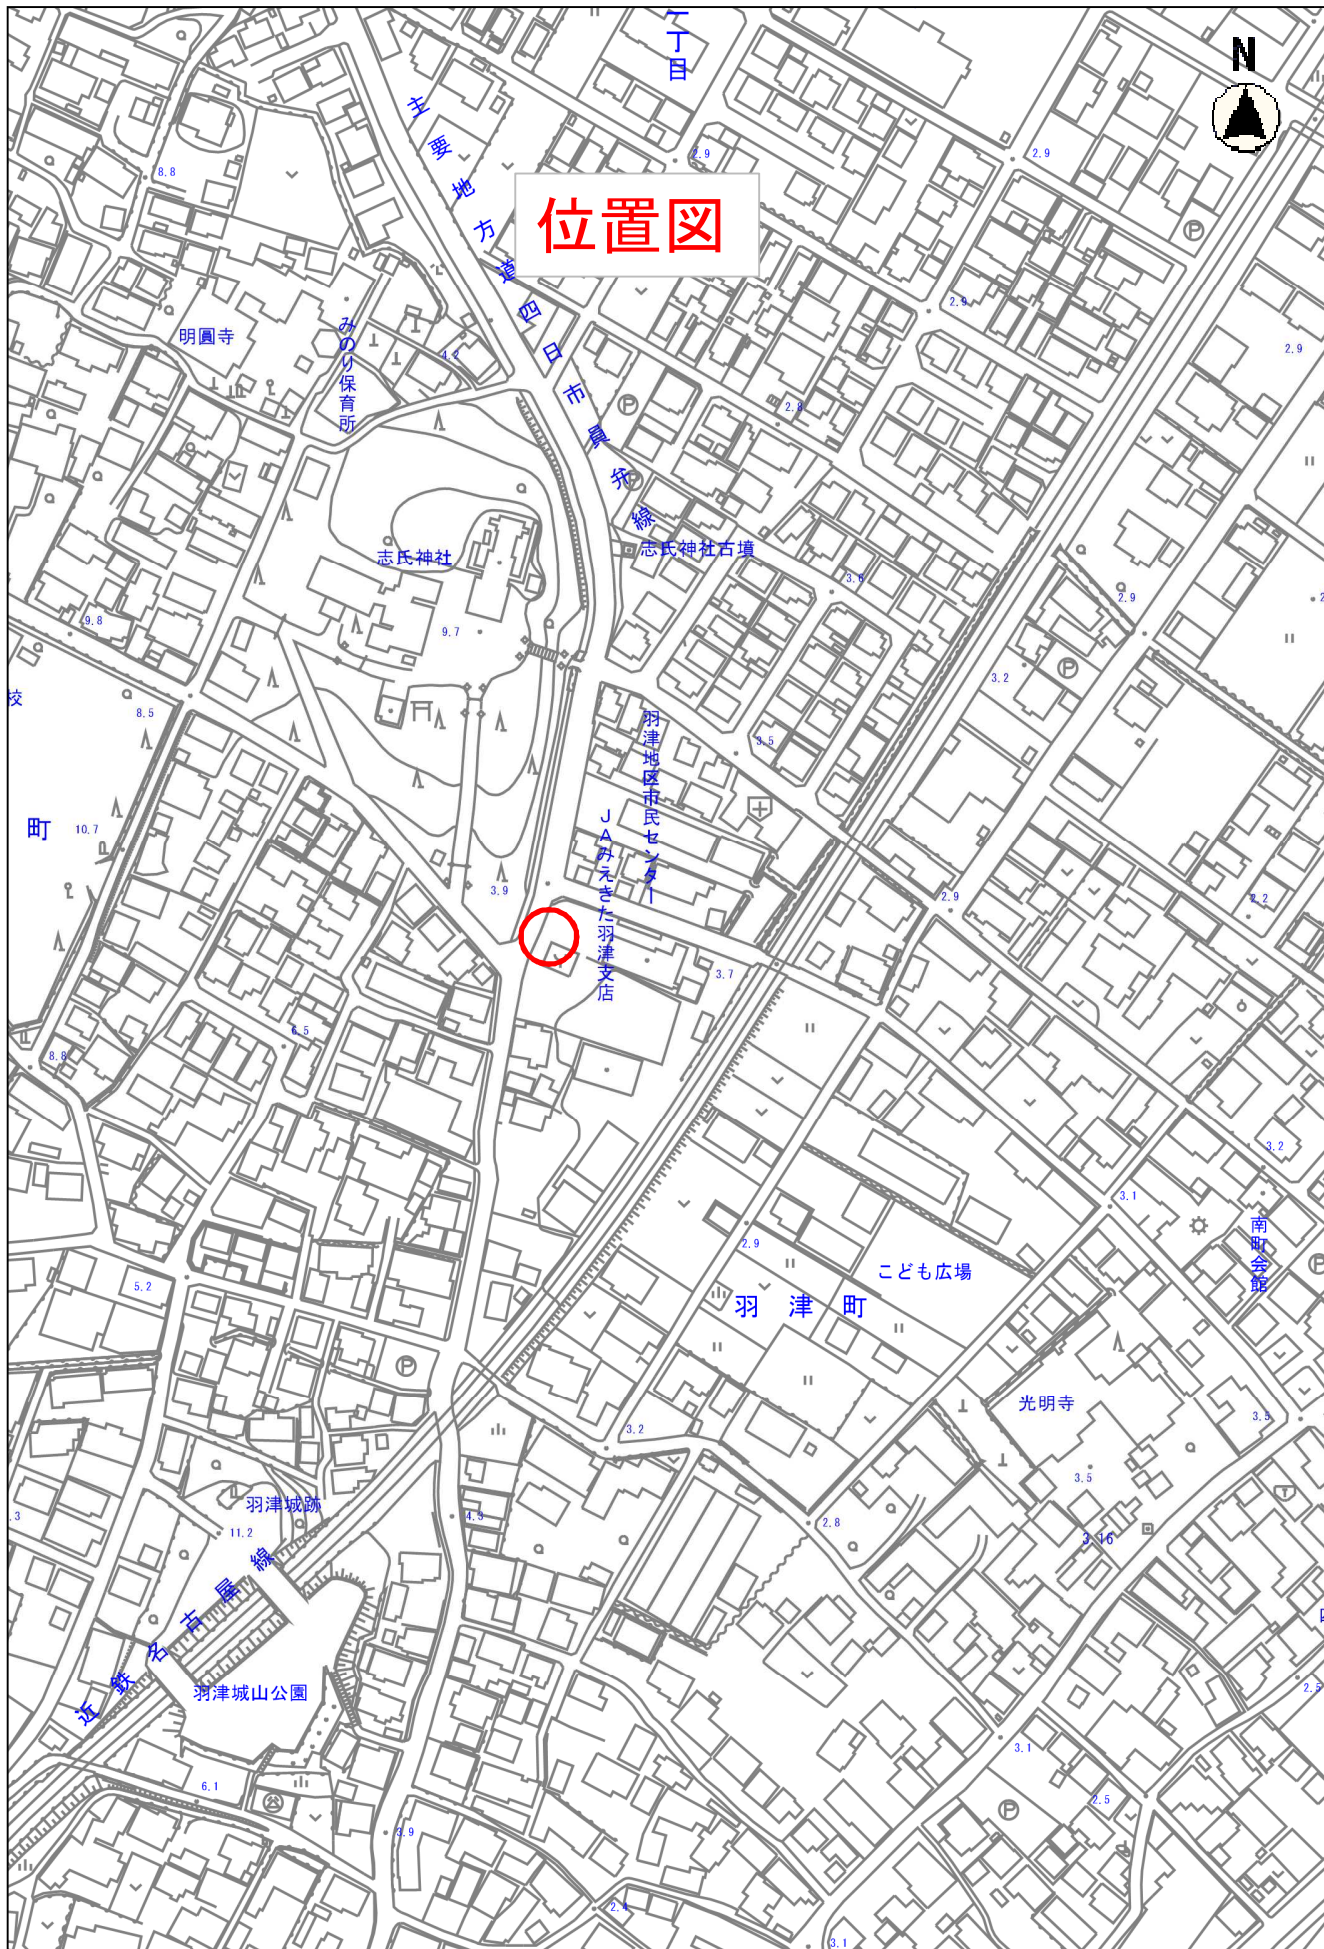 一丁目
N
主要地方道四日市員弁線
2.9
2.9
8.8
位置図
2.9
明圓寺
みのり保育所
4.2
2.9
2.8
志氏神社
志氏神社古墳
3.6
2.9
9.8
9.7
3.2
校
8.5
羽津地区市民センター
3.5
町
10.7
JAみえきた羽津支店
3.9
2.9
2.2
3.7
6.5
8.8
3.2
3.1
南町会館
2.9
こども広場
5.2
羽津町
光明寺
3.2
3.5
3.5
羽津城跡
11.2
4.3
2.8
3.16
近鉄名古屋線
羽津城山公園
2.5
3.1
6.1
2.5
3.9
2.4
3.1